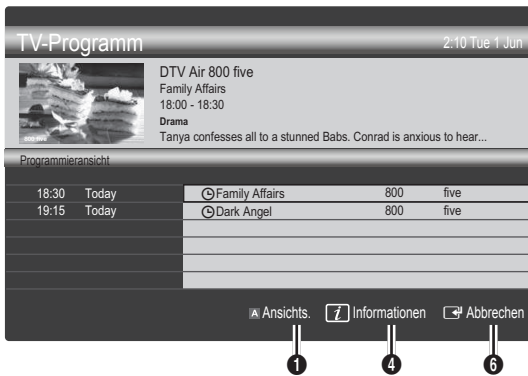 TV-Programm 2:10 Tue 1 Jun
DTV Air 800 five
Family Affairs
18:00 - 18:30
Drama
Tanya confesses all to a stunned Babs. Conrad is anxious to hear...
800 five
Programmieransicht
18:30 Today Family Affairs 800 five
19:15 Today Dark Angel 800 five
A Ansichts. i Informationen Abbrechen
1 4 6